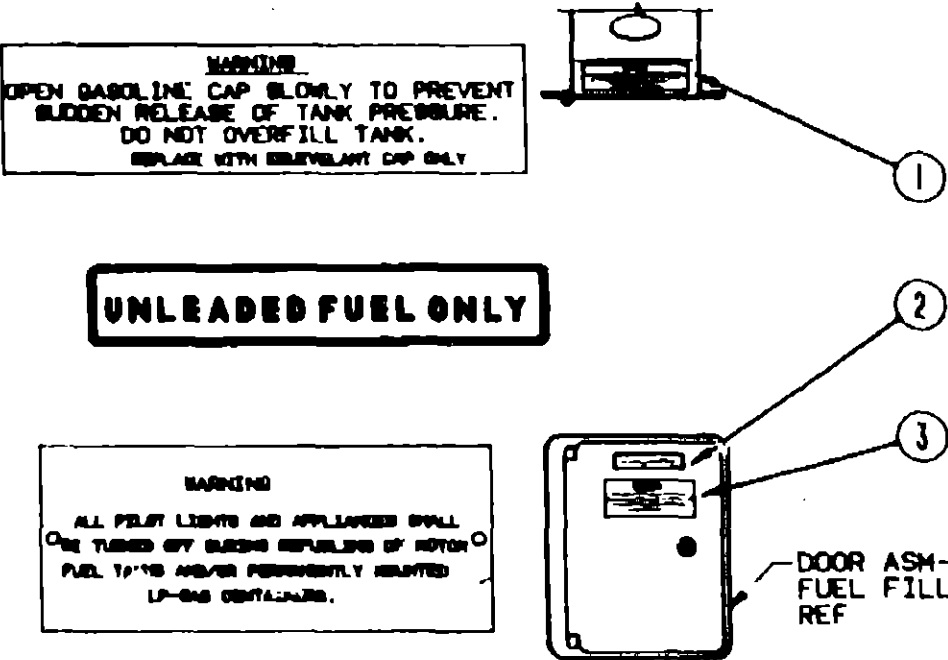 WARNING
OPEN GASOLINE CAP SLOWLY TO PREVENT
SUDDEN RELEASE OF TANK PRESSURE.
DO NOT OVERFILL TANK.
REPLACE WITH EQUIVALANT CAP ONLY
1
UNLEADED FUEL ONLY
2
3
WARNING
ALL PILOT LIGHTS AND APPLIANCES SHALL
BE TURNED OFF DURING REFUELING OF MOTOR
FUEL TANKS AND/OR PERMANENTLY MOUNTED
LP-GAS CONTAINERS.
DOOR ASM-
FUEL FILL
REF